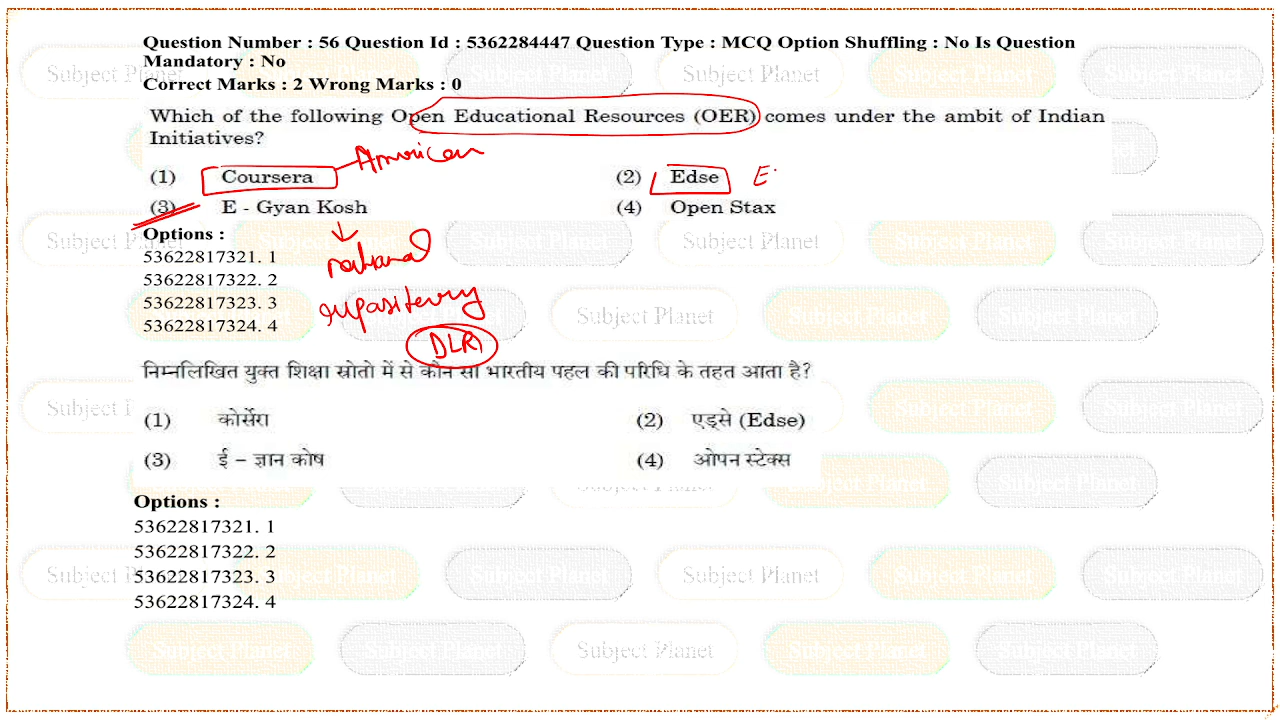 Question Number : 56 Question Id : 5362284447 Question Type : MCQ Option Shuffling : No Is Question
Mandatory : No
Correct Marks : 2 Wrong Marks : 0
Which of the following Open Educational Resources (OER) comes under the ambit of Indian
Initiatives?
American
(1) Coursera (2) Edse E
(3) E - Gyan Kosh (4) Open Stax
Options :
53622817321. 1
national
53622817322. 2
53622817323. 3
53622817324. 4
DLR
निम्नलिखित युक्त शिक्षा स्रोतो में से कौन सा भारतीय पहल की परिधि के तहत आता है?
(1) कोर्सेरा (2) एड्से (Edse)
(3) ई – ज्ञान कोष (4) ओपन स्टेक्स
Options :
53622817321. 1
53622817322. 2
53622817323. 3
53622817324. 4
Subject Planet